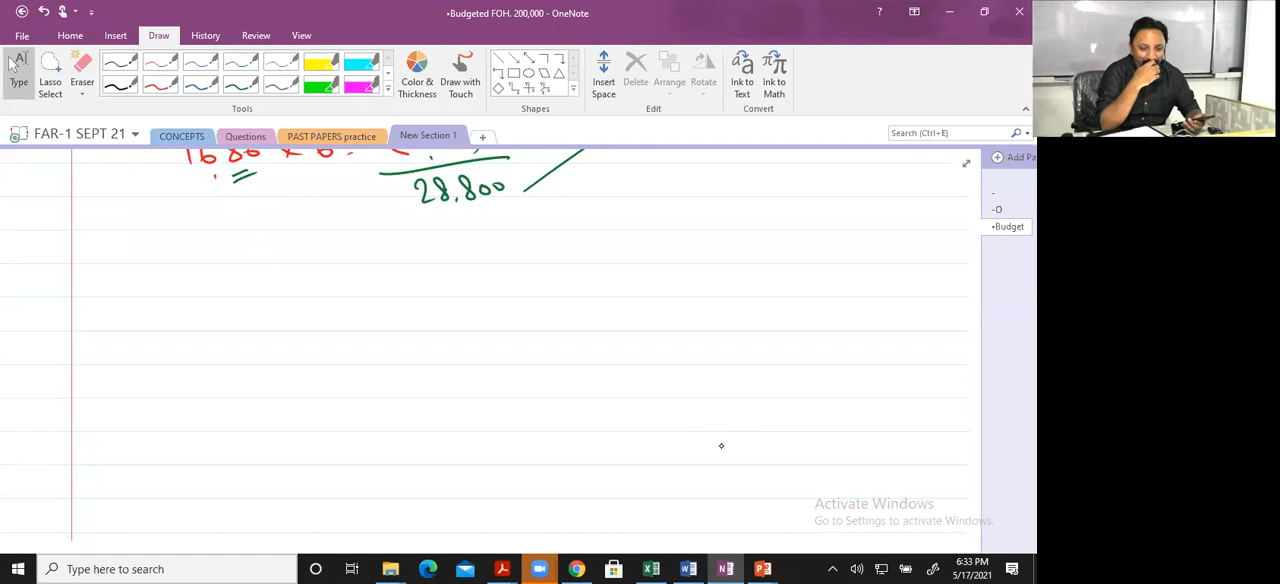 •Budgeted FOH. 200,000 - OneNote
?
File Home Insert Draw History Review View
Type
Lasso Select
Eraser
Color & Thickness
Draw with Touch
Insert Space
Delete
Arrange
Rotate
Ink to Text
Ink to Math
Tools
Shapes
Edit
Convert
FAR-1 SEPT 21
CONCEPTS
Questions
PAST PAPERS practice
New Section 1
Search (Ctrl+E)
Add Pa
-
-O
•Budget
28,800
Activate Windows
Go to Settings to activate Windows.
Type here to search
6:33 PM
5/17/2021